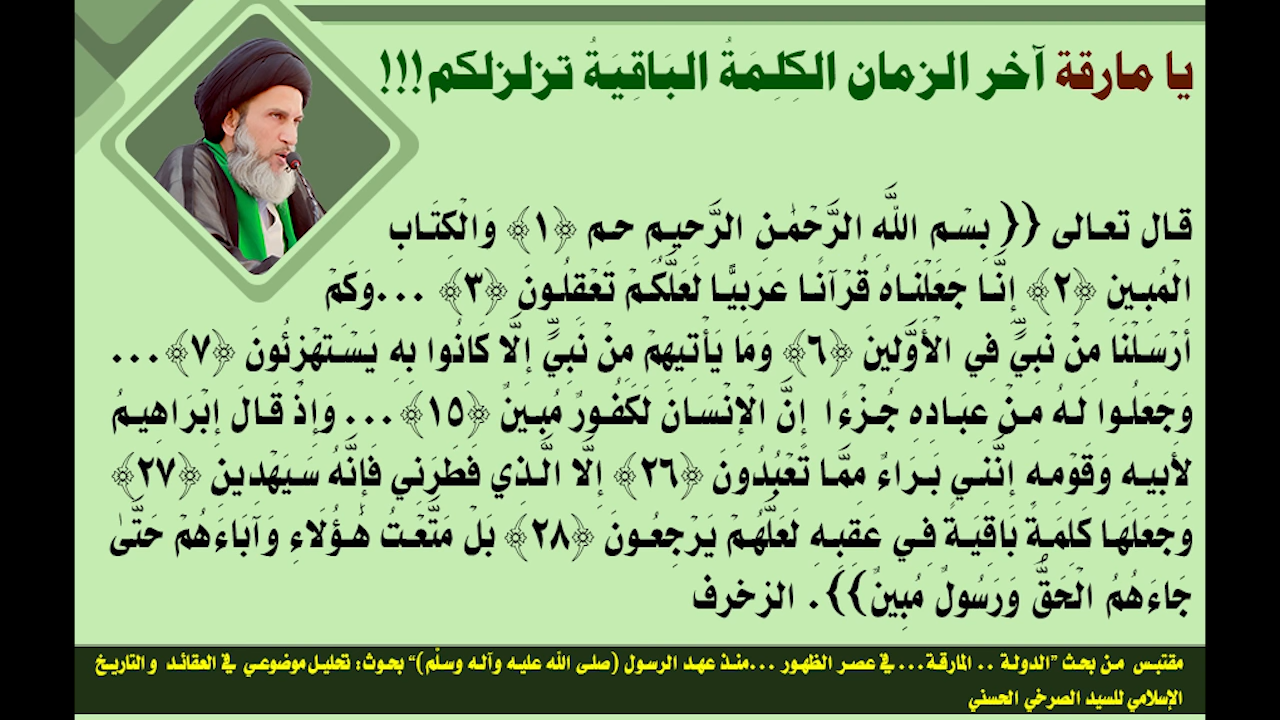 يا مارقة آخر الزمان الكَلِمَةُ البَاقِيَةُ تزلزلكم!!!
قال تعالى {{ بِسْمِ اللَّهِ الرَّحْمَٰنِ الرَّحِيمِ حم ﴿١﴾ وَالْكِتَابِ
الْمُبِينِ ﴿٢﴾ إِنَّا جَعَلْنَاهُ قُرْآنًا عَرَبِيًّا لَعَلَّكُمْ تَعْقِلُونَ ﴿٣﴾ ...وَكَمْ
أَرْسَلْنَا مِنْ نَبِيٍّ فِي الْأَوَّلِينَ ﴿٦﴾ وَمَا يَأْتِيهِمْ مِنْ نَبِيٍّ إِلَّا كَانُوا بِهِ يَسْتَهْزِئُونَ ﴿٧﴾...
وَجَعَلُوا لَهُ مِنْ عِبَادِهِ جُزْءًا إِنَّ الْإِنْسَانَ لَكَفُورٌ مُبِينٌ ﴿١٥﴾... وَإِذْ قَالَ إِبْرَاهِيمُ
لِأَبِيهِ وَقَوْمِهِ إِنَّنِي بَرَاءٌ مِمَّا تَعْبُدُونَ ﴿٢٦﴾ إِلَّا الَّذِي فَطَرَنِي فَإِنَّهُ سَيَهْدِينِ ﴿٢٧﴾
وَجَعَلَهَا كَلِمَةً بَاقِيَةً فِي عَقِبِهِ لَعَلَّهُمْ يَرْجِعُونَ ﴿٢٨﴾ بَلْ مَتَّعْتُ هَٰؤُلَاءِ وَآبَاءَهُمْ حَتَّىٰ
جَاءَهُمُ الْحَقُّ وَرَسُولٌ مُبِينٌ}}. الزخرف
مقتبس من بحث "الدولة .. المارقة...في عصر الظهور ...منذ عهد الرسول (صلى الله عليه وآله وسلّم)" بحوث: تحليل موضوعي في العقائد والتاريخ
الإسلامي للسيد الصرخي الحسني